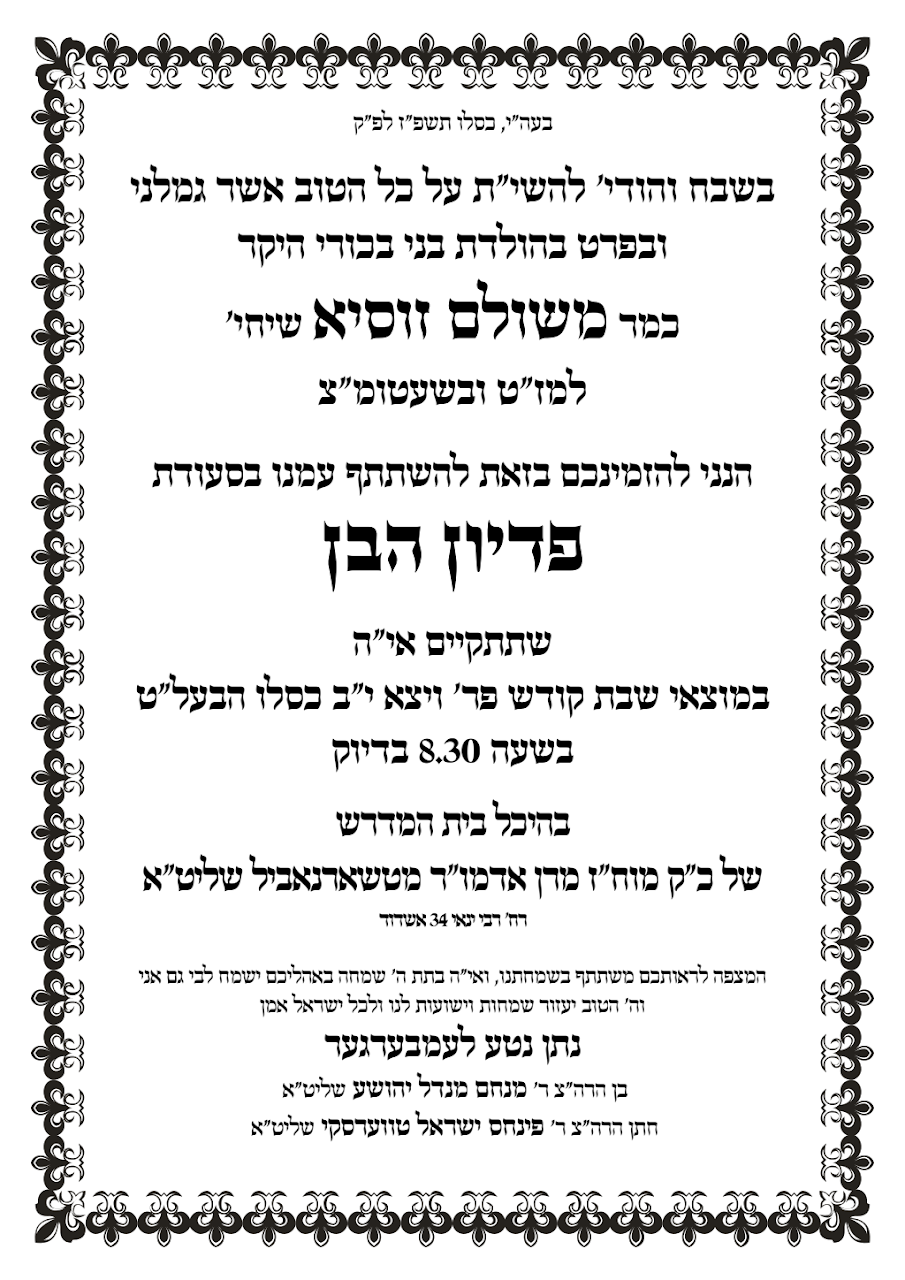 בעה"י, כסלו תשפ"ז לפ"ק
בשבח והודי' להשי"ת על כל הטוב אשר גמלני
ובפרט בהולדת בני בכורי היקר
כמר משולם זוסיא שיחי'
למז"ט ובשעטומ"צ
הנני להזמינכם בזאת להשתתף עמנו בסעודת
פדיון הבן
שתתקיים אי"ה
במוצאי שבת קודש פר' ויצא י"ב כסלו הבעל"ט
בשעה 8.30 בדיוק
בהיכל בית המדרש
של כ"ק מוח"ז מרן אדמו"ר מטשארנאביל שליט"א
רח' רבי ינאי 34 אשדוד
המצפה לראותכם משתתף בשמחתנו, ואי"ה בתת ה' שמחה באהליכם ישמח לבי גם אני
וה' הטוב יעזור שמחות וישועות לנו ולכל ישראל אמן
נתן נטע לעמבערגער
בן הרה"צ ר' מנחם מנדל יהושע שליט"א
חתן הרה"צ ר' פינחס ישראל טווערסקי שליט"א